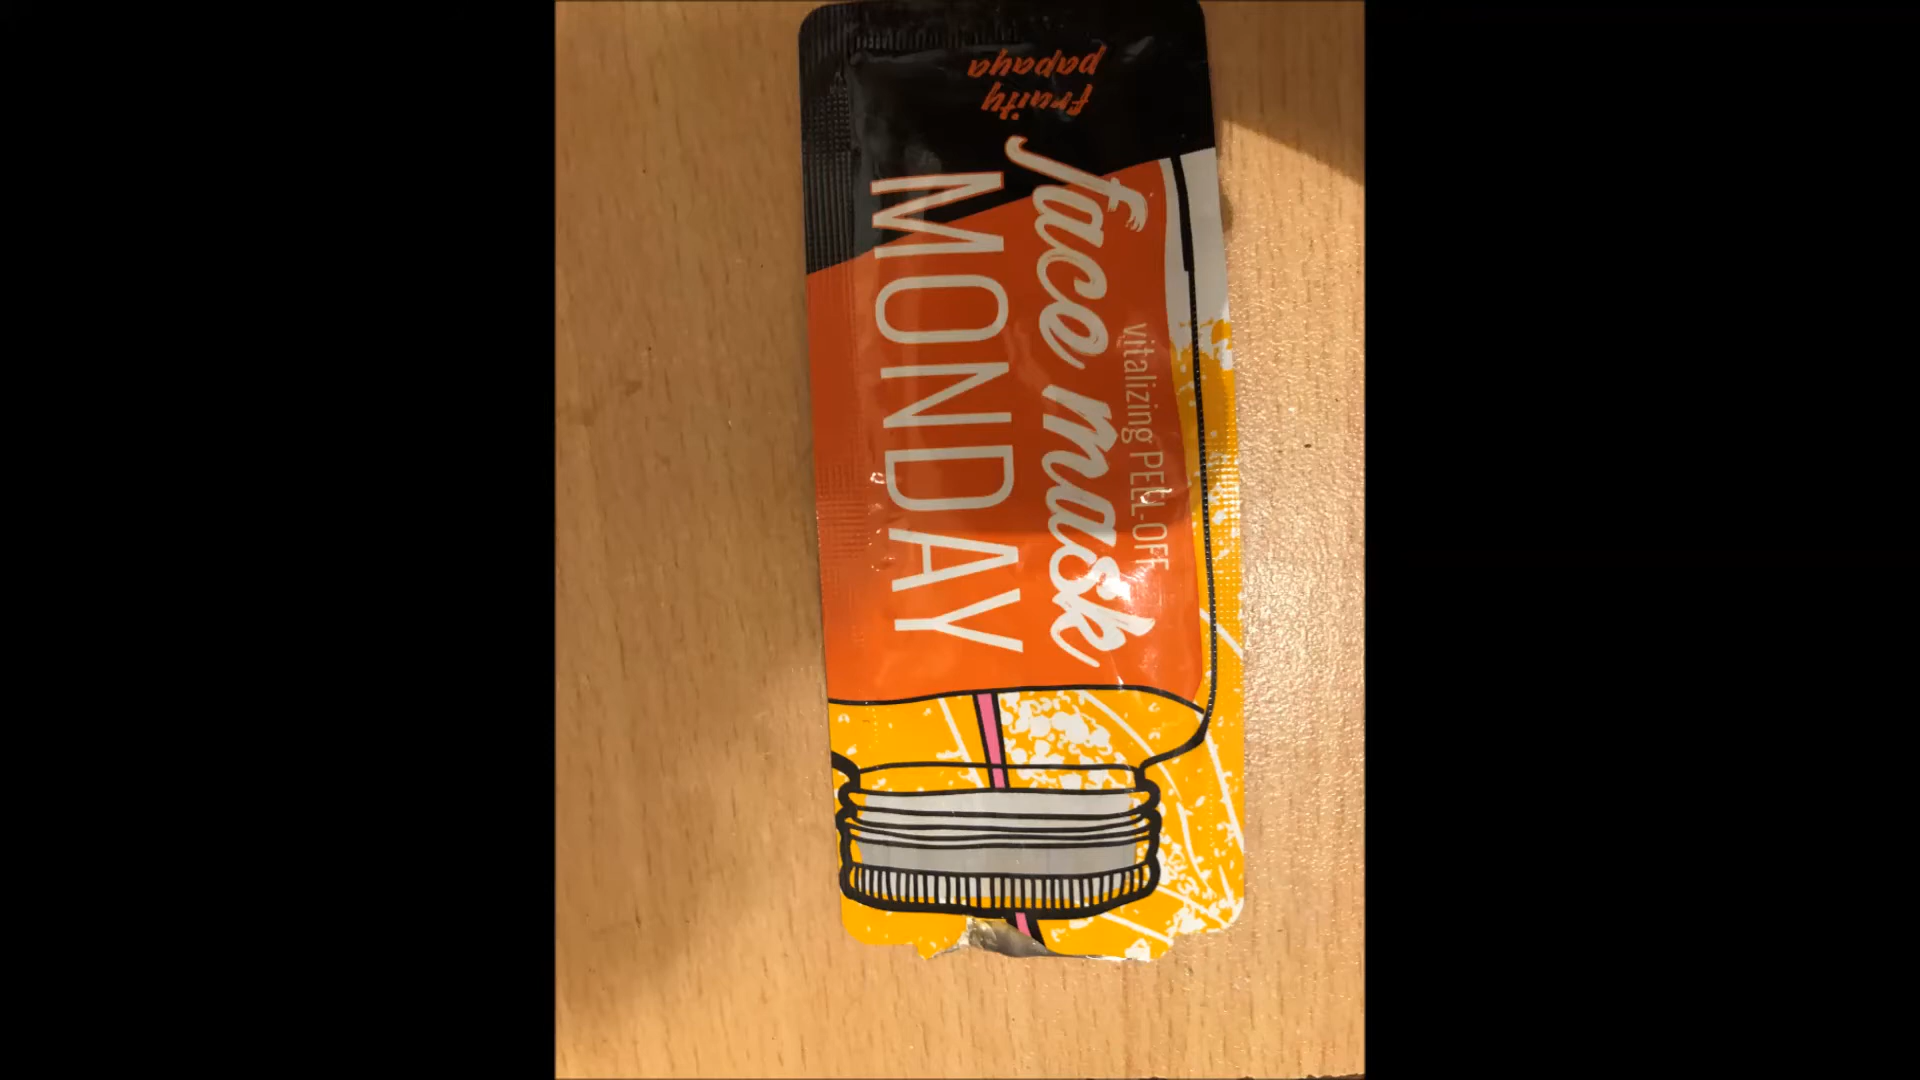 fruity
papaya
face mask
MONDAY
vitalizing PEEL-OFF